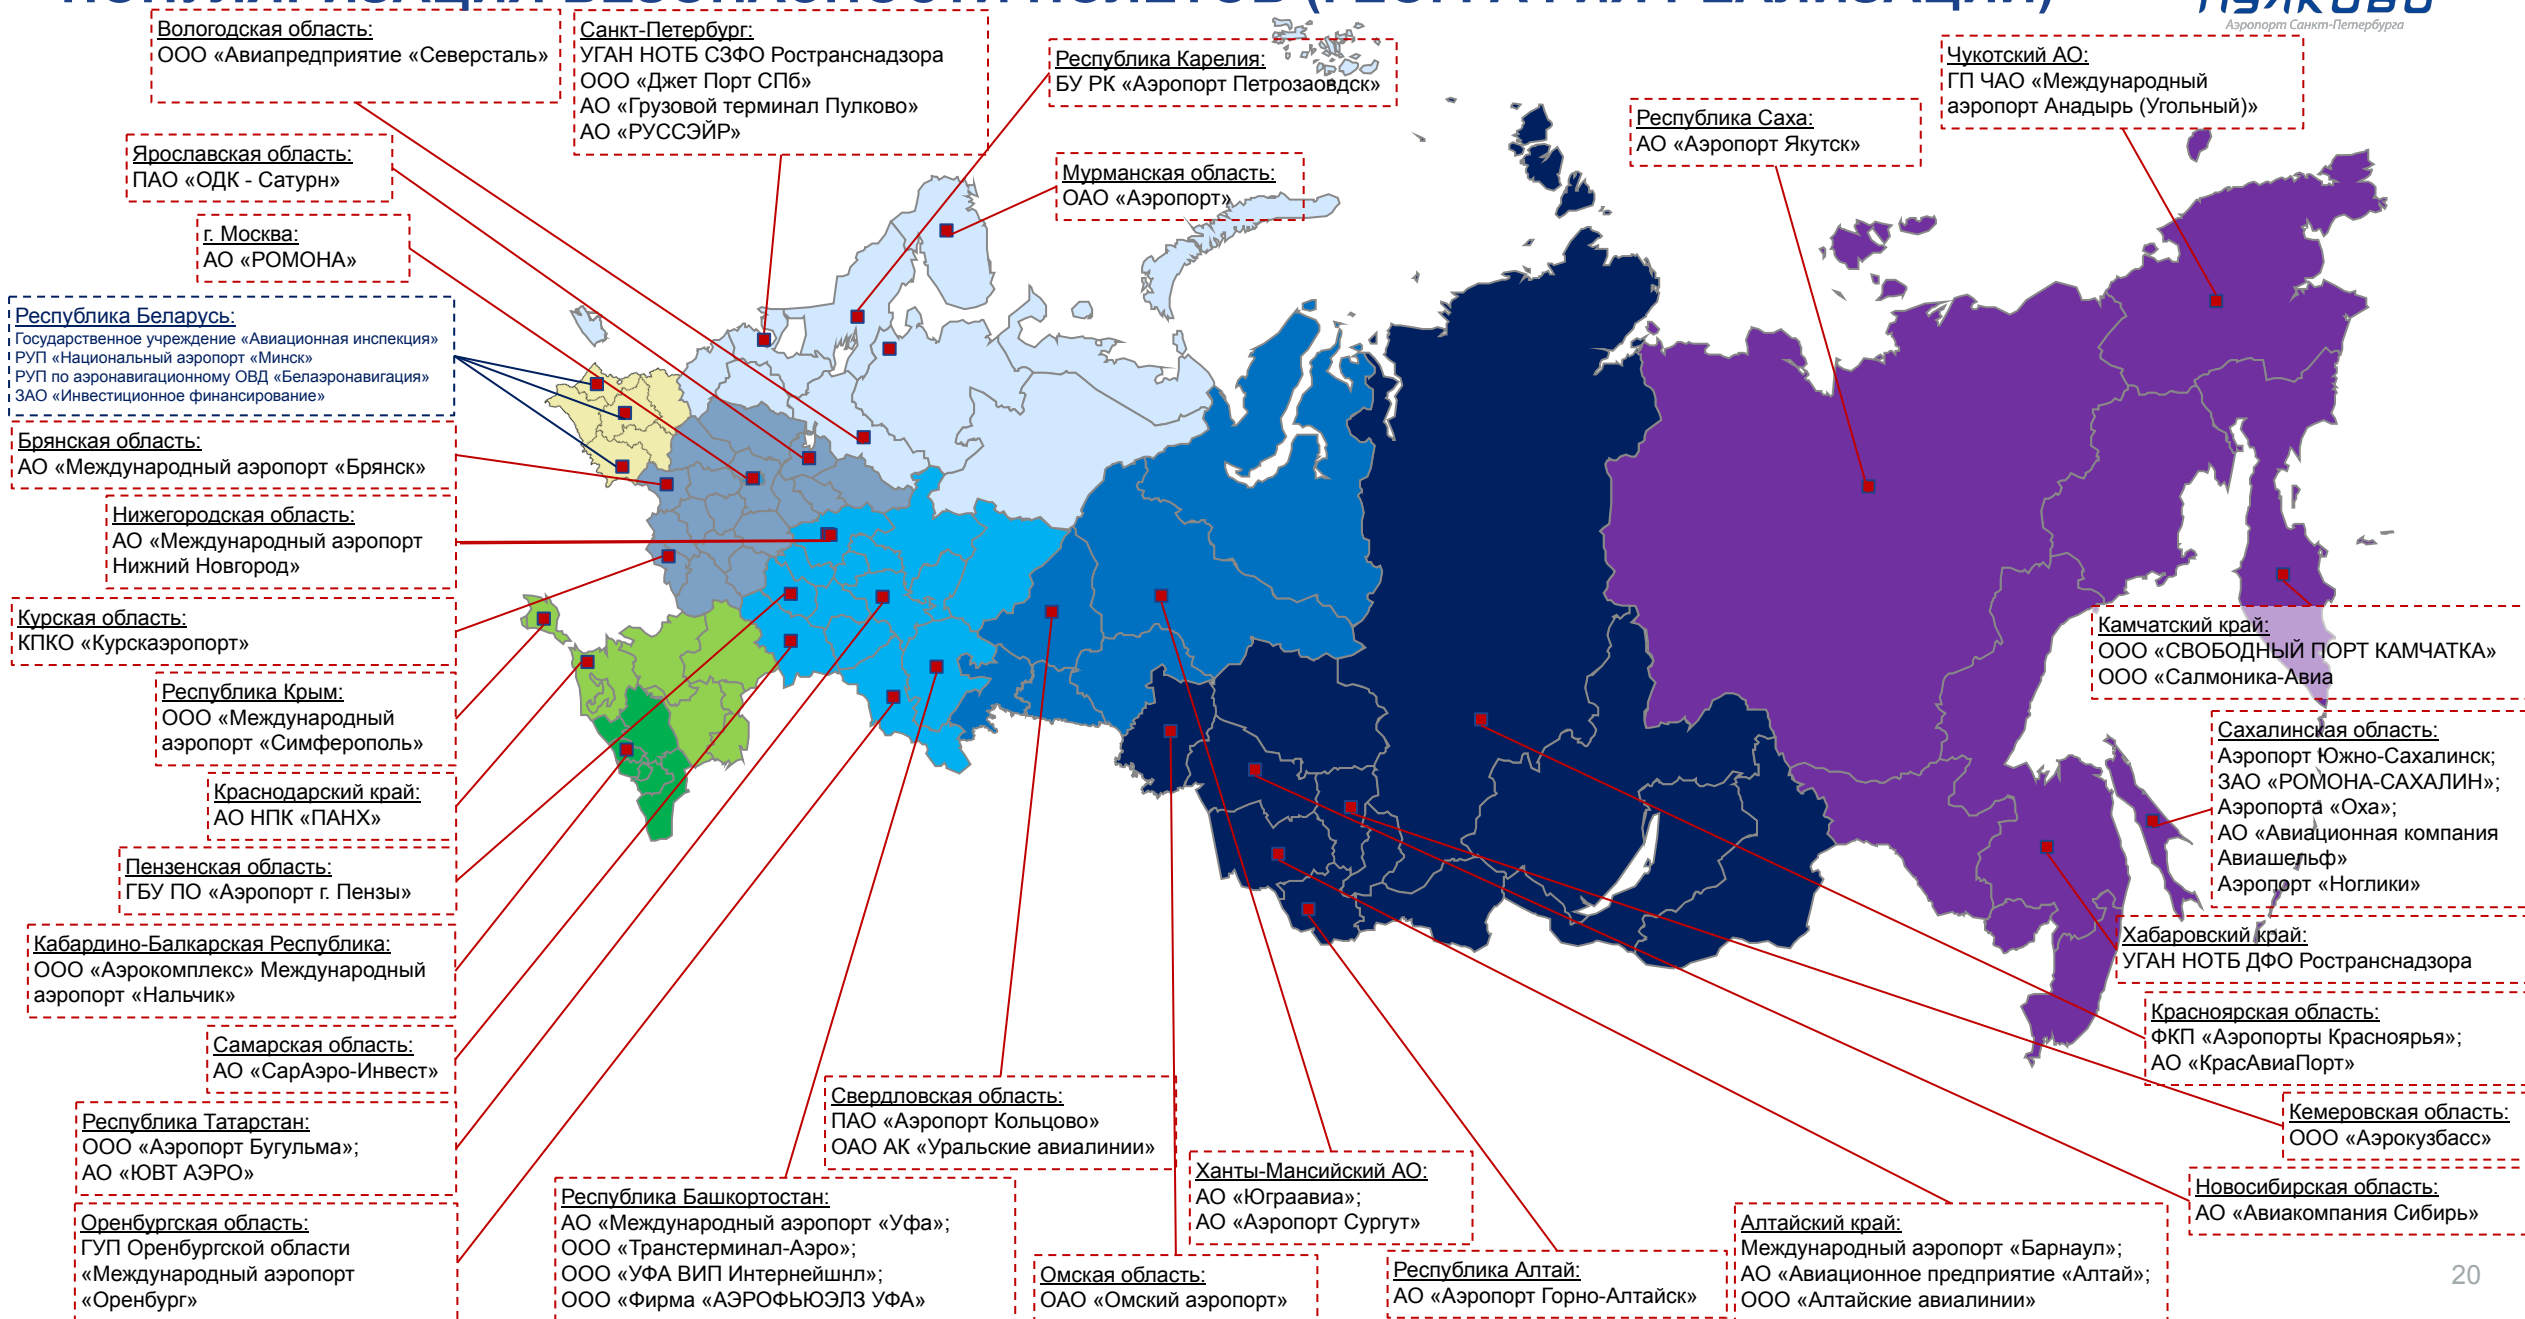 ПОПУЛЯРИЗАЦИЯ БЕЗОПАСНОСТИ ПОЛЕТОВ (ГЕОГРАФИЯ РЕАЛИЗАЦИИ)
Пулково
Аэропорт Санкт-Петербурга
Вологодская область:
ООО «Авиапредприятие «Северсталь»
Санкт-Петербург:
УГАН НОТБ СЗФО Ространснадзора
ООО «Джет Порт СПб»
АО «Грузовой терминал Пулково»
АО «РУССЭЙР»
Республика Карелия:
БУ РК «Аэропорт Петрозаовдск»
Чукотский АО:
ГП ЧАО «Международный
аэропорт Анадырь (Угольный)»
Республика Саха:
АО «Аэропорт Якутск»
Ярославская область:
ПАО «ОДК - Сатурн»
Мурманская область:
ОАО «Аэропорт»
г. Москва:
АО «РОМОНА»
Республика Беларусь:
Государственное учреждение «Авиационная инспекция»
РУП «Национальный аэропорт «Минск»
РУП по аэронавигационному ОВД «Белаэронавигация»
ЗАО «Инвестиционное финансирование»
Брянская область:
АО «Международный аэропорт «Брянск»
Нижегородская область:
АО «Международный аэропорт
Нижний Новгород»
Курская область:
КПКО «Курскаэропорт»
Республика Крым:
ООО «Международный
аэропорт «Симферополь»
Краснодарский край:
АО НПК «ПАНХ»
Пензенская область:
ГБУ ПО «Аэропорт г. Пензы»
Кабардино-Балкарская Республика:
ООО «Аэрокомплекс» Международный
аэропорт «Нальчик»
Самарская область:
АО «СарАэро-Инвест»
Республика Татарстан:
ООО «Аэропорт Бугульма»;
АО «ЮВТ АЭРО»
Оренбургская область:
ГУП Оренбургской области
«Международный аэропорт
«Оренбург»
Республика Башкортостан:
АО «Международный аэропорт «Уфа»;
ООО «Транстерминал-Аэро»;
ООО «УФА ВИП Интернейшнл»;
ООО «Фирма «АЭРОФЬЮЭЛЗ УФА»
Свердловская область:
ПАО «Аэропорт Кольцово»
ОАО АК «Уральские авиалинии»
Омская область:
ОАО «Омский аэропорт»
Ханты-Мансийский АО:
АО «Юграавиа»;
АО «Аэропорт Сургут»
Республика Алтай:
АО «Аэропорт Горно-Алтайск»
Алтайский край:
Международный аэропорт «Барнаул»;
АО «Авиационное предприятие «Алтай»;
ООО «Алтайские авиалинии»
Камчатский край:
ООО «СВОБОДНЫЙ ПОРТ КАМЧАТКА»
ООО «Салмоника-Авиа
Сахалинская область:
Аэропорт Южно-Сахалинск;
ЗАО «РОМОНА-САХАЛИН»;
Аэропорта «Оха»;
АО «Авиационная компания
Авиашельф»
Аэропорт «Ноглики»
Хабаровский край:
УГАН НОТБ ДФО Ространснадзора
Красноярская область:
ФКП «Аэропорты Красноярья»;
АО «КрасАвиаПорт»
Кемеровская область:
ООО «Аэрокузбасс»
Новосибирская область:
АО «Авиакомпания Сибирь»
20